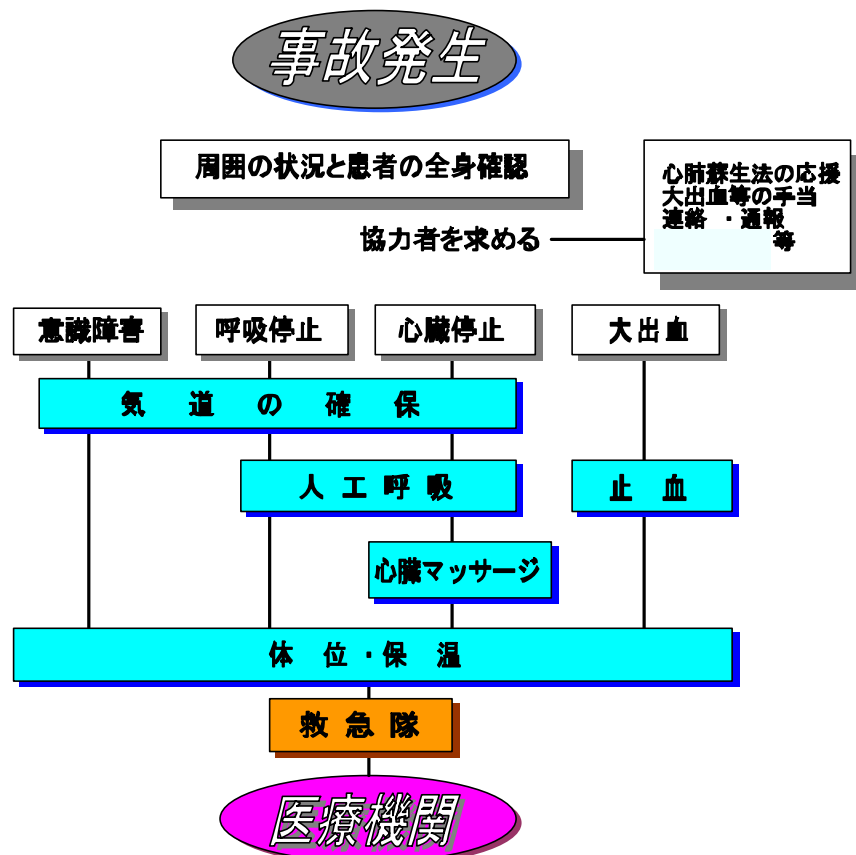 事故発生
周囲の状況と患者の全身確認
心肺蘇生法の応援
大出血等の手当
連絡・通報
等
協力者を求める
意識障害
呼吸停止
心臓停止
大出血
気道の確保
人工呼吸
止血
心臓マッサージ
体位・保温
救急隊
医療機関